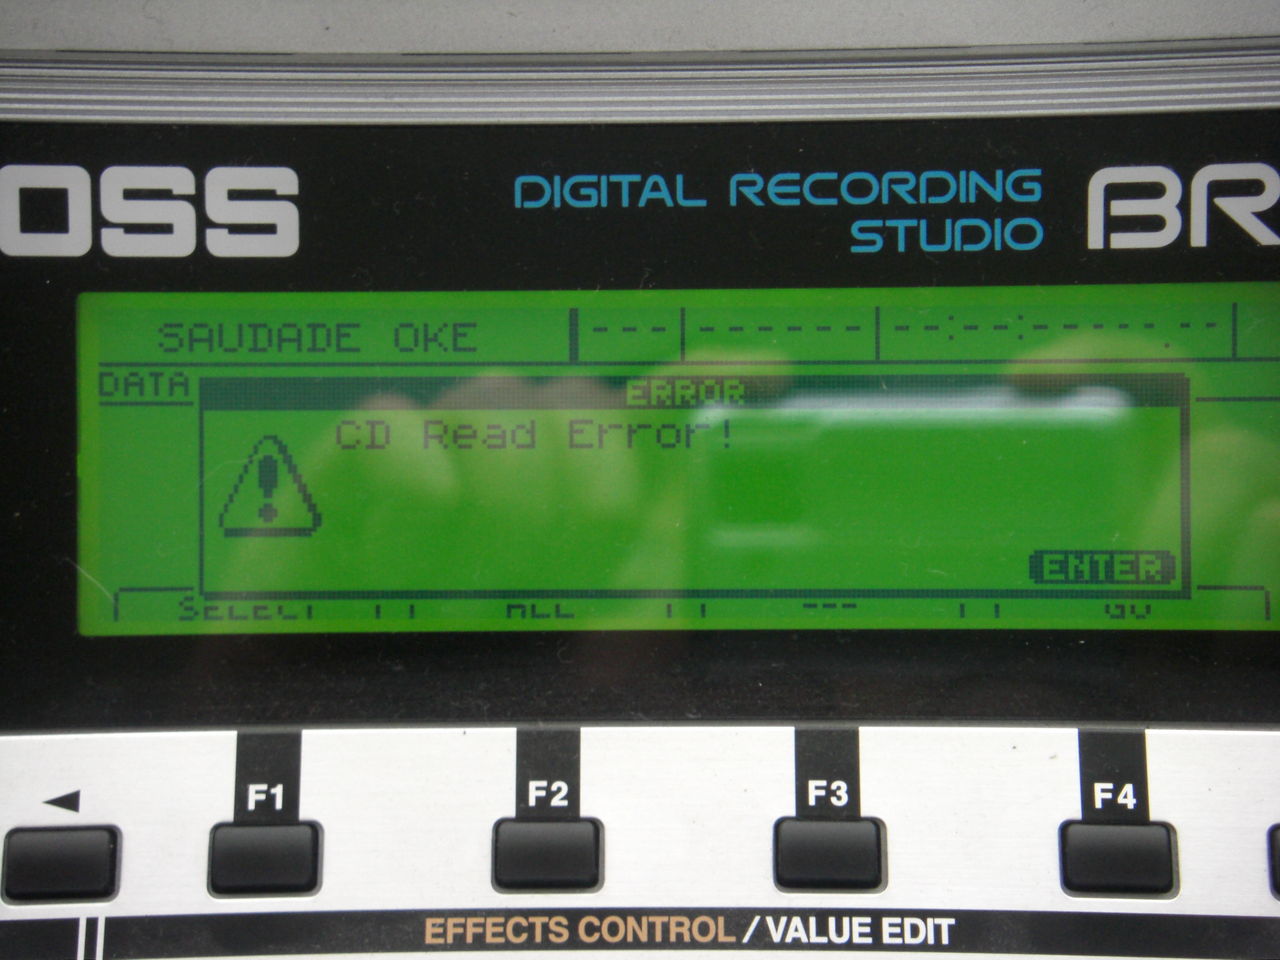 OSS
DIGITAL RECORDING
STUDIO
BR
SAUDADE OKE
DATA
ERROR
CD Read Error!
ENTER
F1
F2
F3
F4
EFFECTS CONTROL / VALUE EDIT